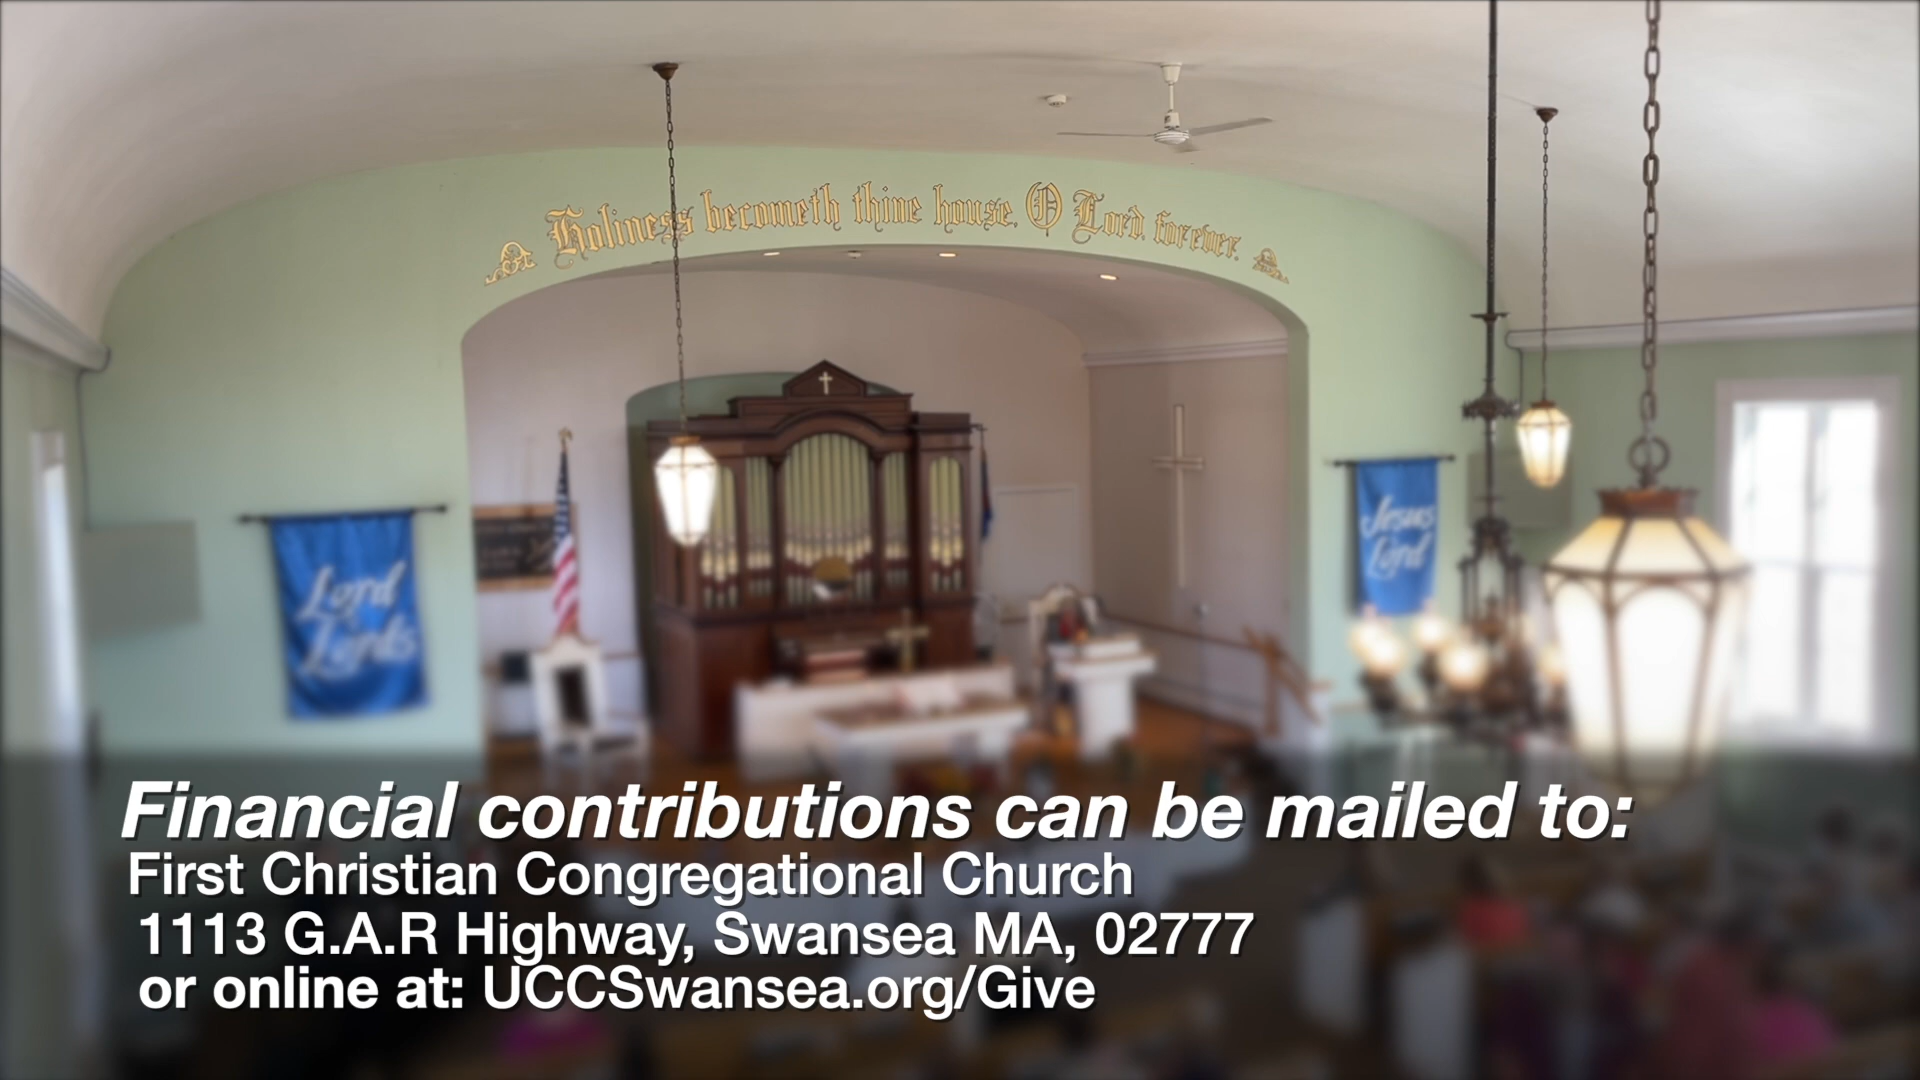 Holiness becometh thine house, O Lord, forever.
Lord
of
Lords
Jesus
Lord
Financial contributions can be mailed to:
First Christian Congregational Church
1113 G.A.R Highway, Swansea MA, 02777
or online at: UCCSwansea.org/Give